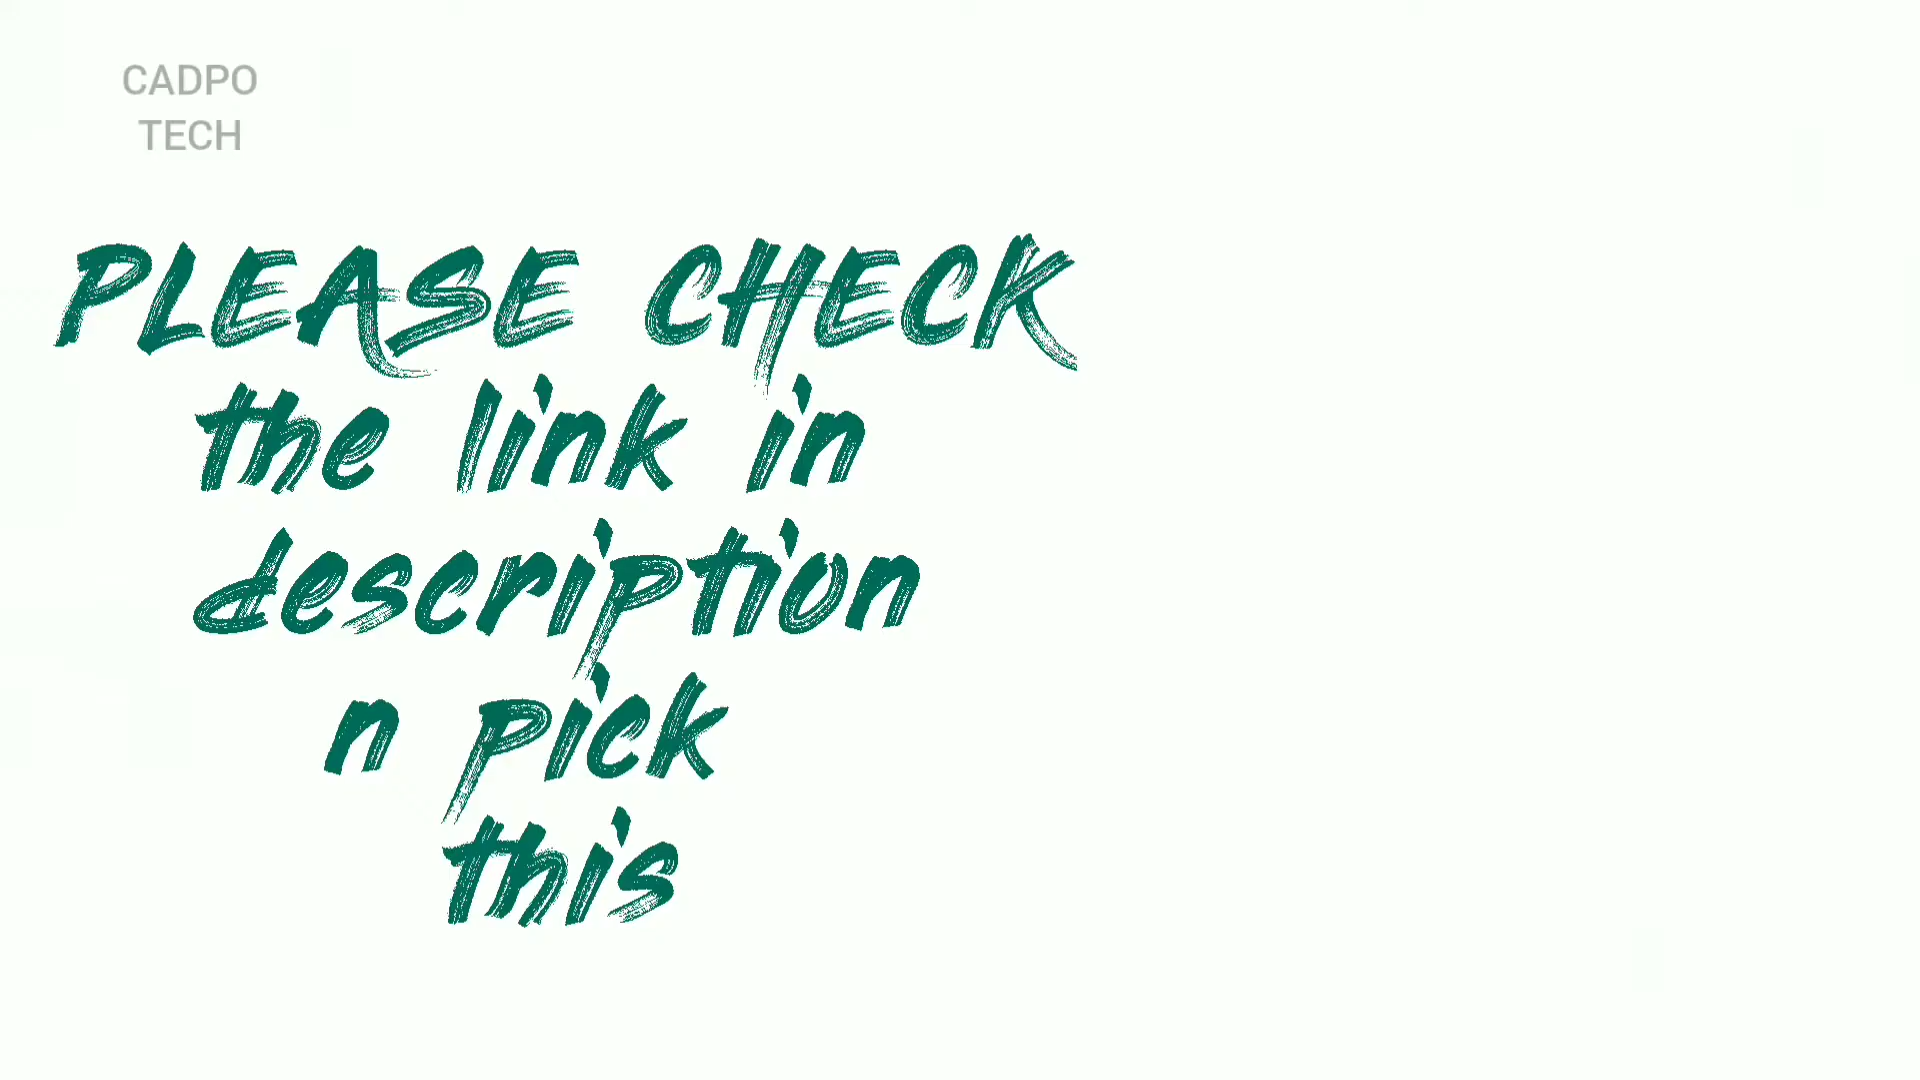 CADPO
TECH
PLEASE CHECK
the link in
description
n pick
this